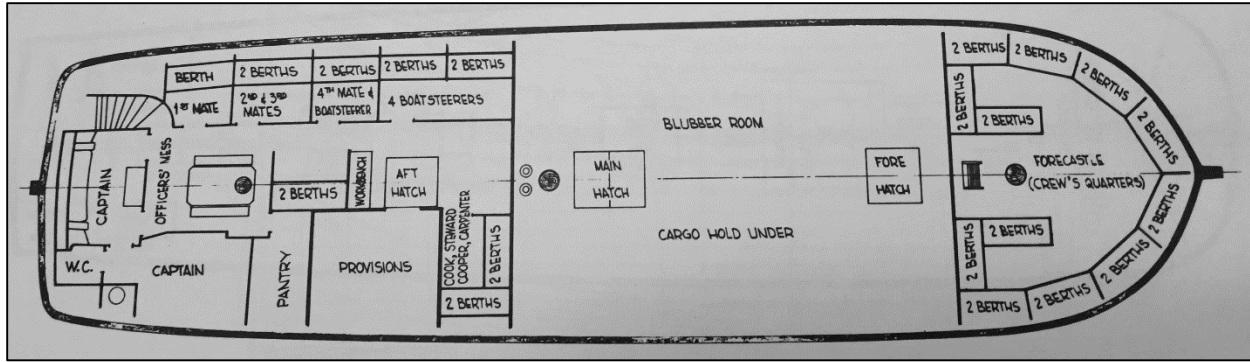 BERTH
2 BERTHS
2 BERTHS
2 BERTHS
2 BERTHS
1ST MATE
2ND & 3RD
MATES
4TH MATE &
BOATSTEERER
4 BOATSTEERERS
CAPTAIN
OFFICERS' MESS
2 BERTHS
WORKBENCH
AFT
HATCH
W.C.
CAPTAIN
PANTRY
PROVISIONS
COOK, STEWARD
COOPER, CARPENTER
2 BERTHS
2 BERTHS
BLUBBER ROOM
MAIN
HATCH
FORE
HATCH
CARGO HOLD UNDER
2 BERTHS
2 BERTHS
2 BERTHS
2 BERTHS
2 BERTHS
2 BERTHS
FORECASTLE
(CREW'S QUARTERS)
2 BERTHS
2 BERTHS
2 BERTHS
2 BERTHS
2 BERTHS
2 BERTHS